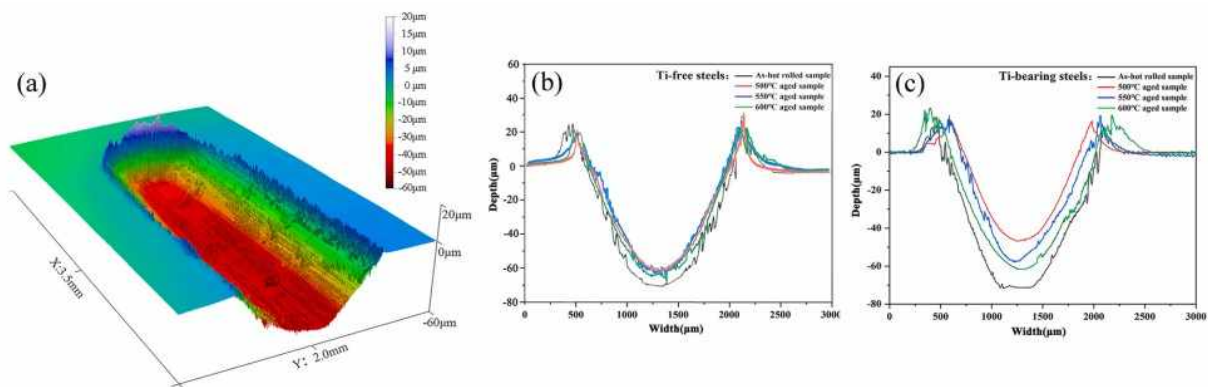 (a)
20μm
15μm
10μm
5 μm
0 μm
-10μm
-20μm
-30μm
-40μm
-50μm
-60μm
20μm
0μm
-60μm
X:3.5mm
Y: 2.0mm
(b)
Ti-free steels:
As-hot rolled sample
500°C aged sample
550°C aged sample
600°C aged sample
Depth(μm)
60
40
20
0
-20
-40
-60
-80
0 500 1000 1500 2000 2500 3000
Width(μm)
(c)
Ti-bearing steels:
As-hot rolled sample
500°C aged sample
550°C aged sample
600°C aged sample
Depth(μm)
40
20
0
-20
-40
-60
-80
0 500 1000 1500 2000 2500 3000
Width(μm)